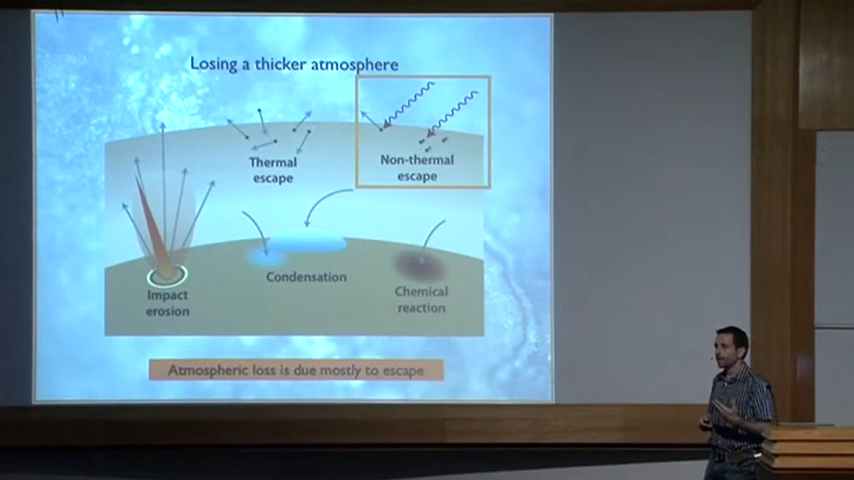 Losing a thicker atmosphere
Thermal
escape
Non-thermal
escape
Condensation
Impact
erosion
Chemical
reaction
Atmospheric loss is due mostly to escape